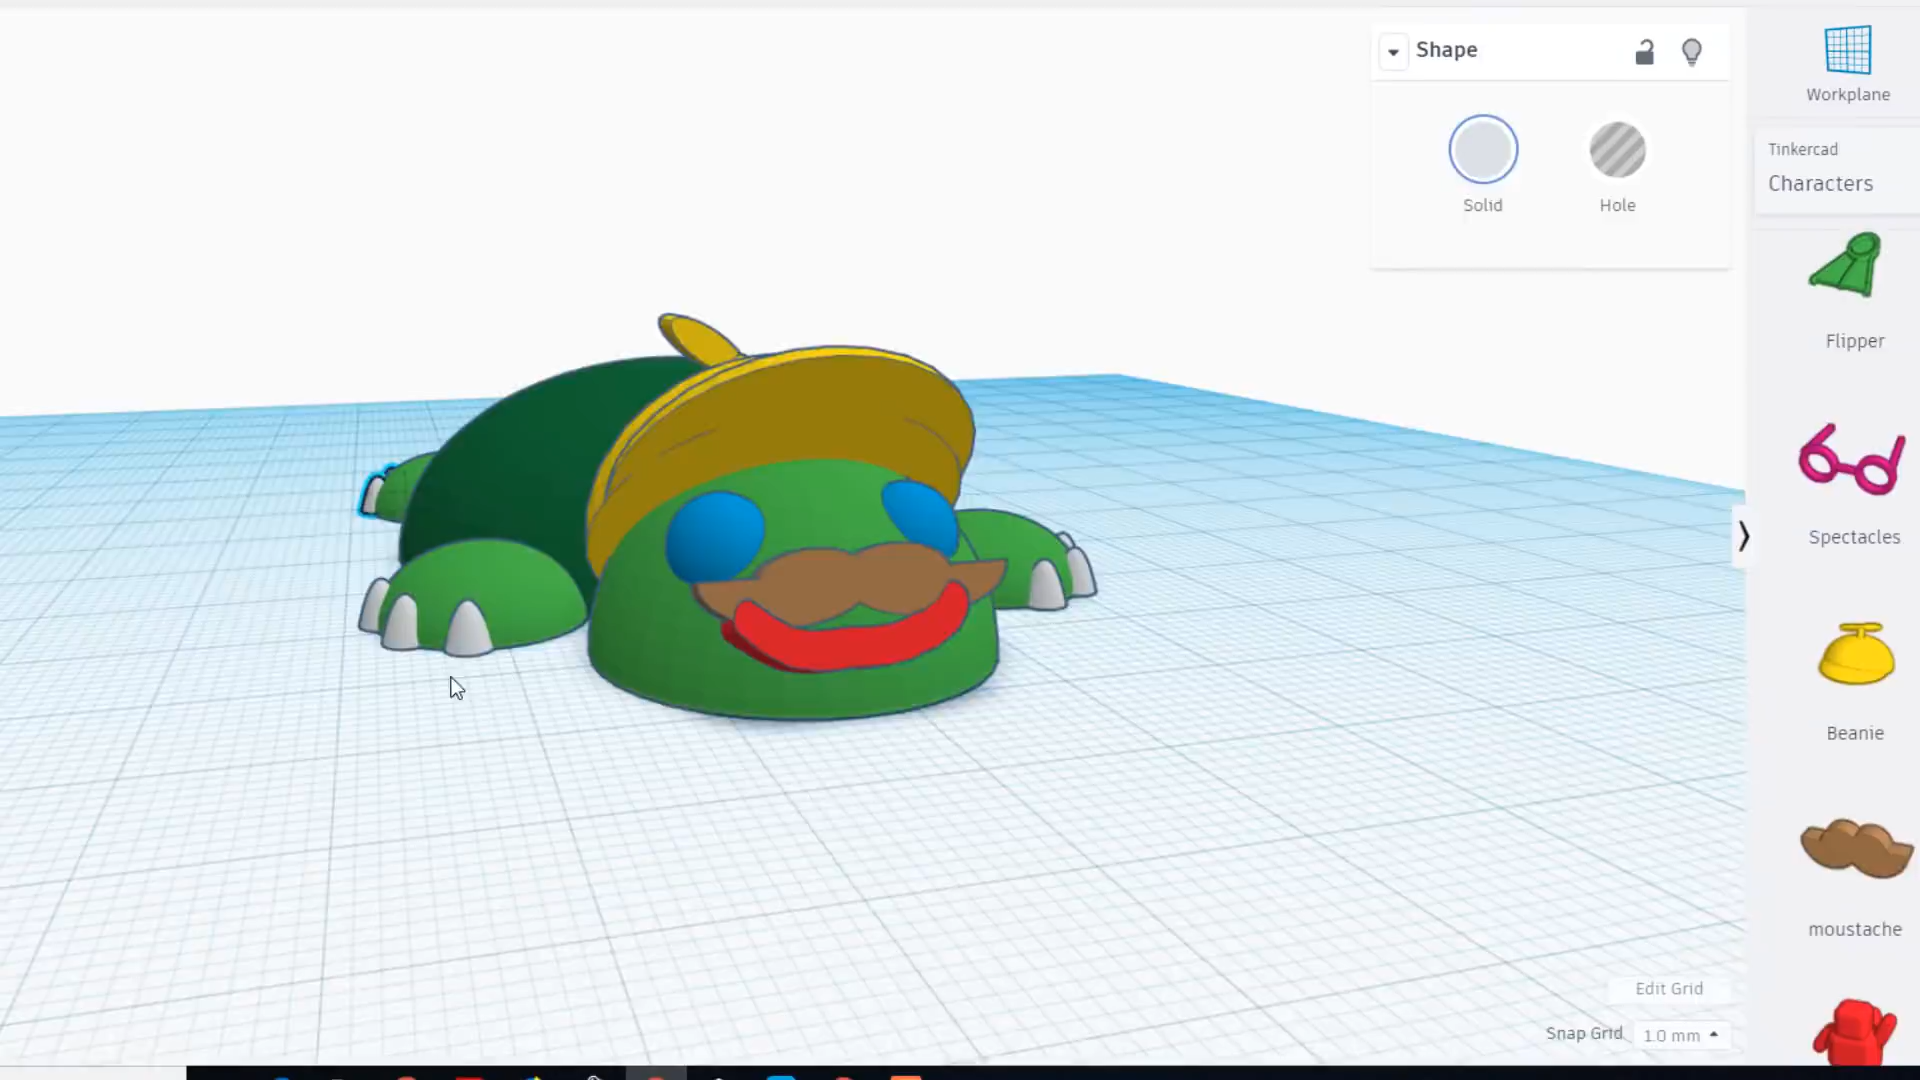 Shape
Solid
Hole
Workplane
Tinkercad
Characters
Flipper
Spectacles
Beanie
moustache
Edit Grid
Snap Grid 1.0 mm